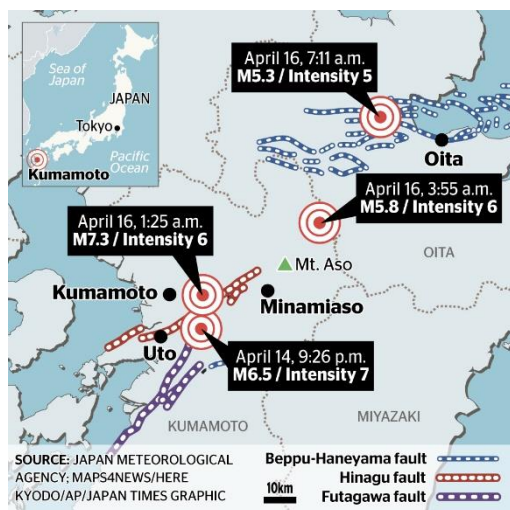 Sea of
Japan
JAPAN
Tokyo
Pacific
Ocean
Kumamoto
April 16, 7:11 a.m.
M5.3 / Intensity 5
Oita
April 16, 3:55 a.m.
M5.8 / Intensity 6
OITA
April 16, 1:25 a.m.
M7.3 / Intensity 6
Mt. Aso
Kumamoto
Minamiaso
Uto
April 14, 9:26 p.m.
M6.5 / Intensity 7
KUMAMOTO
MIYAZAKI
SOURCE: JAPAN METEOROLOGICAL
AGENCY; MAPS4NEWS/HERE
KYODO/AP/JAPAN TIMES GRAPHIC
10km
Beppu-Haneyama fault
Hinagu fault
Futagawa fault